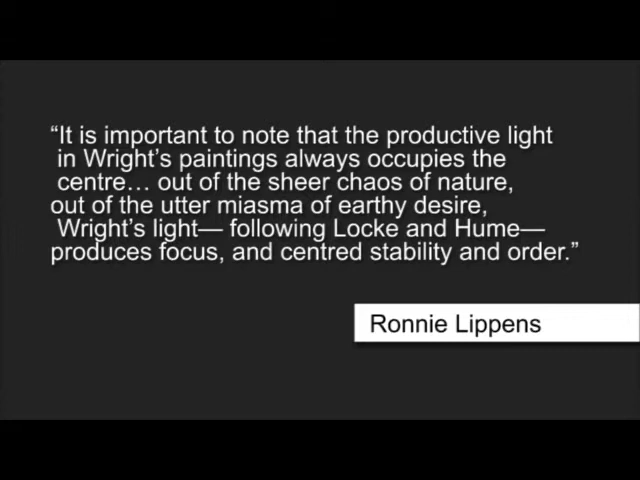 “It is important to note that the productive light
in Wright’s paintings always occupies the
centre… out of the sheer chaos of nature,
out of the utter miasma of earthy desire,
Wright’s light— following Locke and Hume—
produces focus, and centred stability and order.”
Ronnie Lippens